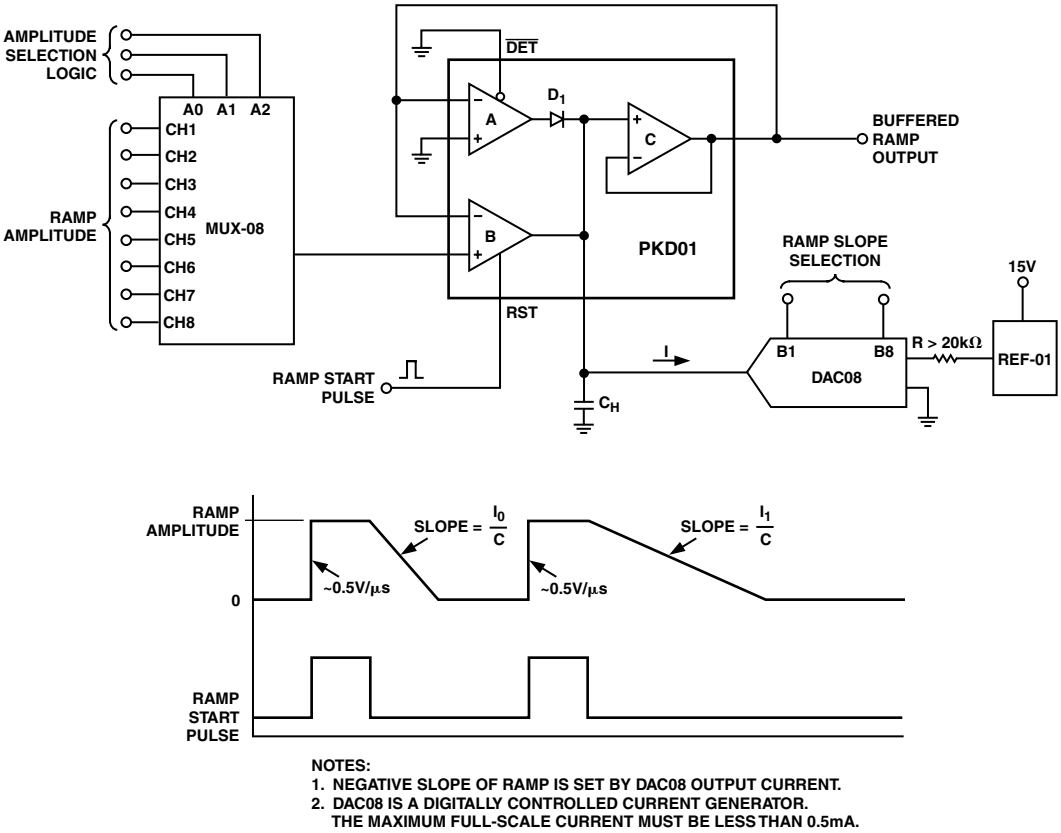 AMPLITUDE
SELECTION
LOGIC
A0 A1 A2
CH1
CH2
CH3
CH4
CH5
CH6
CH7
CH8
RAMP
AMPLITUDE
MUX-08
DET
D1
–
A
+
–
B
+
+
C
–
PKD01
RST
BUFFERED
RAMP
OUTPUT
RAMP START
PULSE
CH
I
RAMP SLOPE
SELECTION
B1 B8
DAC08
R > 20kΩ
15V
REF-01
RAMP
AMPLITUDE
0
~0.5V/μs
SLOPE = I0/C
~0.5V/μs
SLOPE = I1/C
RAMP
START
PULSE
NOTES:
1. NEGATIVE SLOPE OF RAMP IS SET BY DAC08 OUTPUT CURRENT.
2. DAC08 IS A DIGITALLY CONTROLLED CURRENT GENERATOR.
THE MAXIMUM FULL-SCALE CURRENT MUST BE LESS THAN 0.5mA.